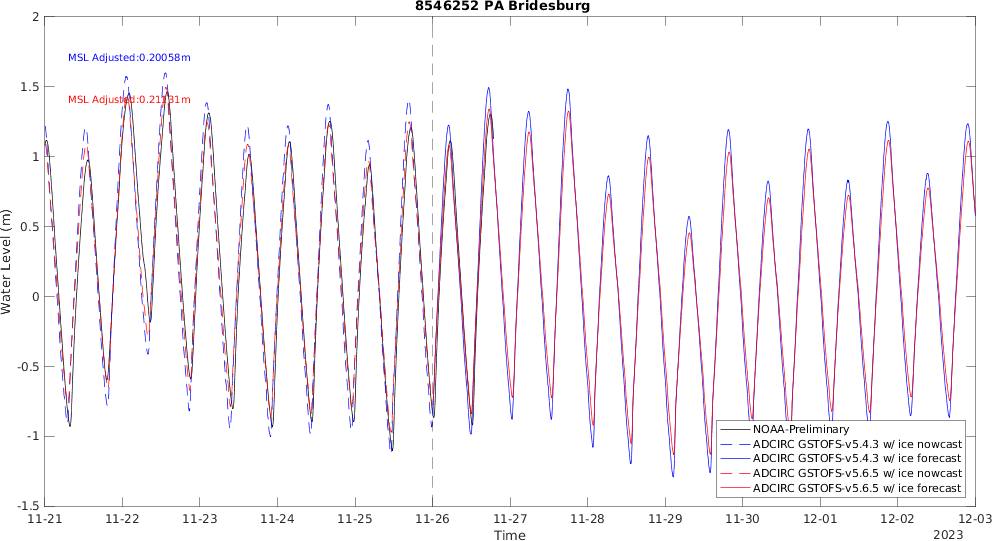 8546252 PA Bridesburg
MSL Adjusted:0.20058m
MSL Adjusted:0.21131m
Water Level (m)
2
1.5
1
0.5
0
-0.5
-1
-1.5
NOAA-Preliminary
ADCIRC GSTOFS-v5.4.3 w/ ice nowcast
ADCIRC GSTOFS-v5.4.3 w/ ice forecast
ADCIRC GSTOFS-v5.6.5 w/ ice nowcast
ADCIRC GSTOFS-v5.6.5 w/ ice forecast
11-21 11-22 11-23 11-24 11-25 11-26 11-27 11-28 11-29 11-30 12-01 12-02 12-03
Time
2023